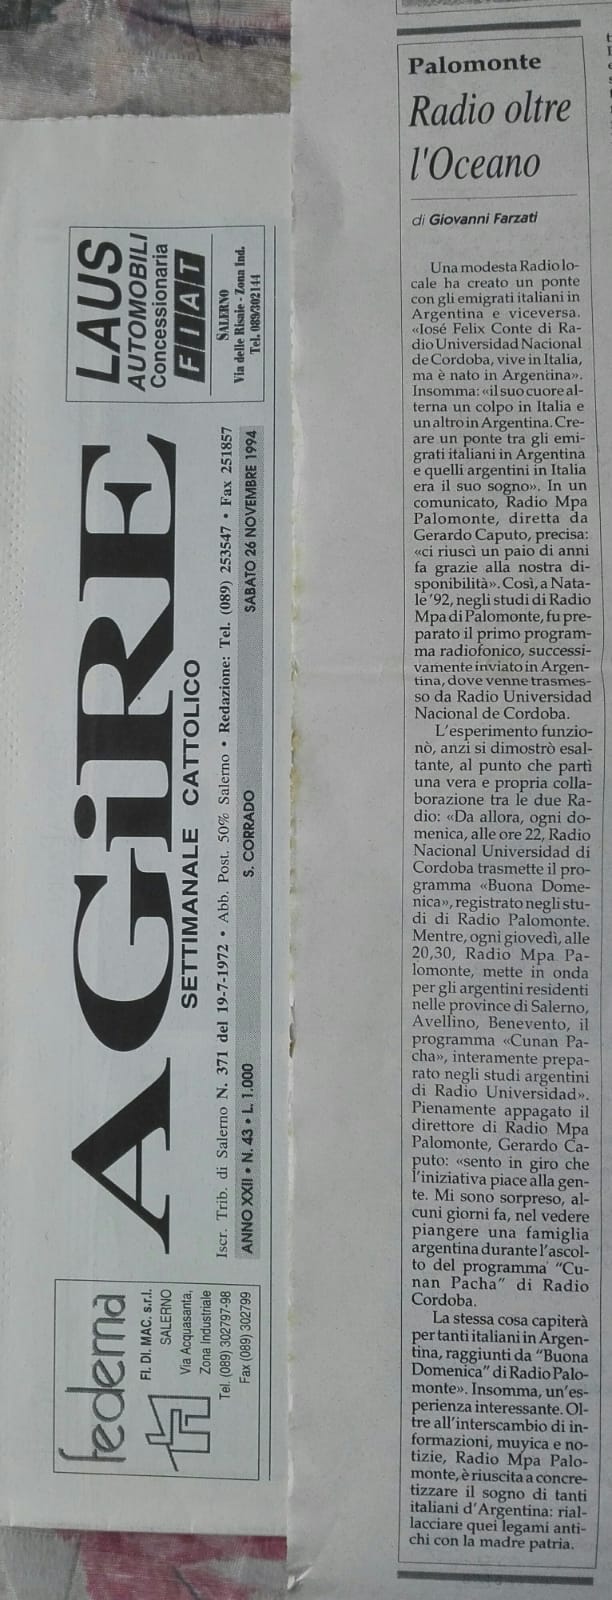 fedema
FI. DI. MAC. s.r.l.
SALERNO
Via Acquasanta,
Zona Industriale
Tel. (089) 302797-98
Fax (089) 302799
AGiRE
SETTIMANALE CATTOLICO
Iscr. Trib. di Salerno N. 371 del 19-7-1972 • Abb. Post. 50% Salerno • Redazione: Tel. (089) 253547 • Fax 251857
ANNO XXII • N. 43 • L. 1.000 S. CORRADO SABATO 26 NOVEMBRE 1994
LAUS
AUTOMOBILI
Concessionaria
FIAT
SALERNO
Via delle Risaie - Zona Ind.
Tel. 089/302144
Palomonte
Radio oltre
l'Oceano
di Giovanni Farzati
Una modesta Radio lo-
cale ha creato un ponte
con gli emigrati italiani in
Argentina e viceversa.
«Iosé Felix Conte di Ra-
dio Universidad Nacional
de Cordoba, vive in Italia,
ma è nato in Argentina».
Insomma: «il suo cuore al-
terna un colpo in Italia e
un altro in Argentina. Cre-
are un ponte tra gli emi-
grati italiani in Argentina
e quelli argentini in Italia
era il suo sogno». In un
comunicato, Radio Mpa
Palomonte, diretta da
Gerardo Caputo, precisa:
«ci riuscì un paio di anni
fa grazie alla nostra di-
sponibilità». Così, a Nata-
le '92, negli studi di Radio
Mpa di Palomonte, fu pre-
parato il primo program-
ma radiofonico, successi-
vamente inviato in Argen-
tina, dove venne trasmes-
so da Radio Universidad
Nacional de Cordoba.
L'esperimento funzio-
nò, anzi si dimostrò esal-
tante, al punto che partì
una vera e propria colla-
borazione tra le due Ra-
dio: «Da allora, ogni do-
menica, alle ore 22, Radio
Nacional Universidad di
Cordoba trasmette il pro-
gramma «Buona Dome-
nica», registrato negli stu-
di di Radio Palomonte.
Mentre, ogni giovedì, alle
20,30, Radio Mpa Pa-
lomonte, mette in onda
per gli argentini residenti
nelle province di Salerno,
Avellino, Benevento, il
programma «Cunan Pa-
cha», interamente prepa-
rato negli studi argentini
di Radio Universidad».
Pienamente appagato il
direttore di Radio Mpa
Palomonte, Gerardo Ca-
puto: «sento in giro che
l'iniziativa piace alla gen-
te. Mi sono sorpreso, al-
cuni giorni fa, nel vedere
piangere una famiglia
argentina durante l'ascol-
to del programma "Cu-
nan Pacha" di Radio
Cordoba.
La stessa cosa capiterà
per tanti italiani in Argen-
tina, raggiunti da "Buona
Domenica" di Radio Palo-
monte». Insomma, un'es-
perienza interessante. Ol-
tre all'interscambio di in-
formazioni, muyica e no-
tizie, Radio Mpa Palo-
monte, è riuscita a concre-
tizzare il sogno di tanti
italiani d'Argentina: rial-
lacciare quei legami anti-
chi con la madre patria.